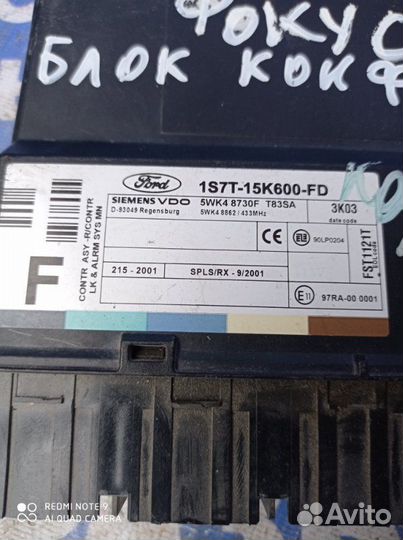 ФОКУС
БЛОК КОМФ
Ford
1S7T-15K600-FD
SIEMENS VDO 5WK4 8730F T83SA
D-93049 Regensburg 5WK4 8862 / 433MHz
3K03
date code
CONTR ASY -R/CONTR
LK & ALRM SYS MN
F
CE
90LP0204
FST1121T
215 - 2001
SPLS/RX - 9/2001
E11
97RA-00 0001
REDMI NOTE 9
AI QUAD CAMERA
Avito